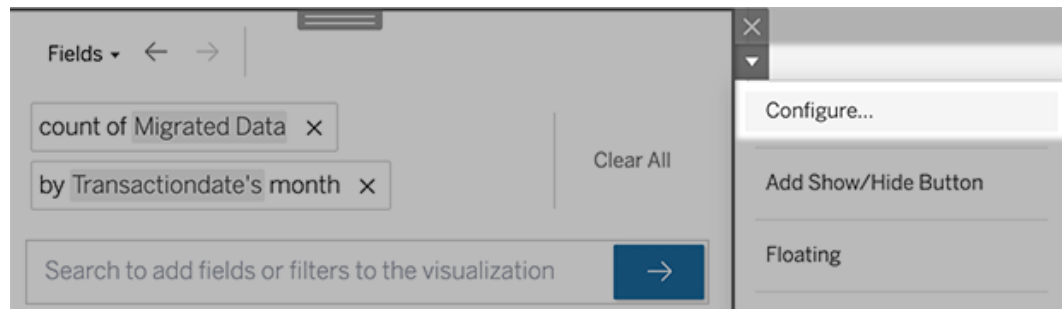 Fields
count of Migrated Data
by Transactiondate's month
Clear All
Search to add fields or filters to the visualization
Configure...
Add Show/Hide Button
Floating